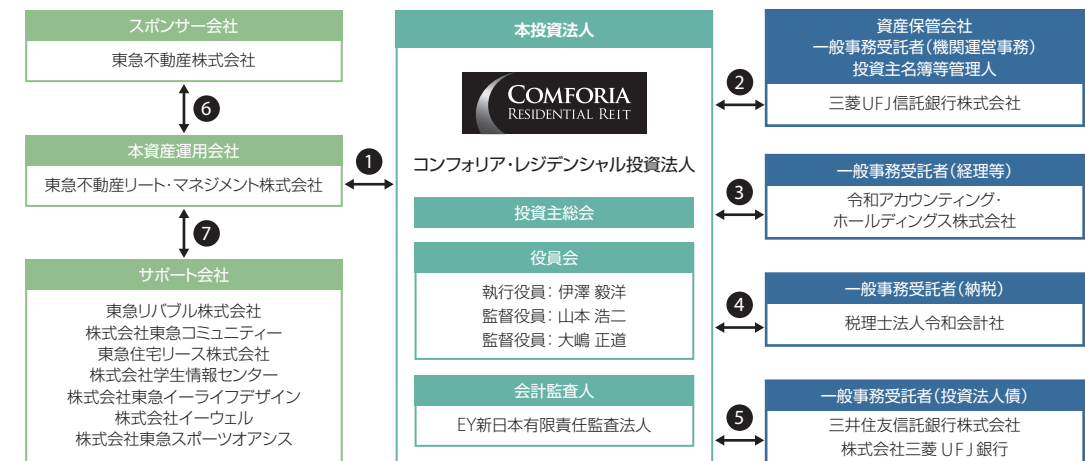 スポンサー会社
東急不動産株式会社
6
本資産運用会社
東急不動産リート・マネジメント株式会社
7
サポート会社
東急リバブル株式会社
株式会社東急コミュニティー
東急住宅リース株式会社
株式会社学生情報センター
株式会社東急イーライフデザイン
株式会社イーウェル
株式会社東急スポーツオアシス
1
本投資法人
COMFORIA
RESIDENTIAL REIT
コンフォリア・レジデンシャル投資法人
投資主総会
役員会
執行役員：伊澤 毅洋
監督役員：山本 浩二
監督役員：大嶋 正道
会計監査人
EY新日本有限責任監査法人
2
資産保管会社
一般事務受託者（機関運営事務）
投資主名簿等管理人
三菱UFJ信託銀行株式会社
3
一般事務受託者（経理等）
令和アカウンティング・
ホールディングス株式会社
4
一般事務受託者（納税）
税理士法人令和会計社
5
一般事務受託者（投資法人債）
三井住友信託銀行株式会社
株式会社三菱UFJ銀行